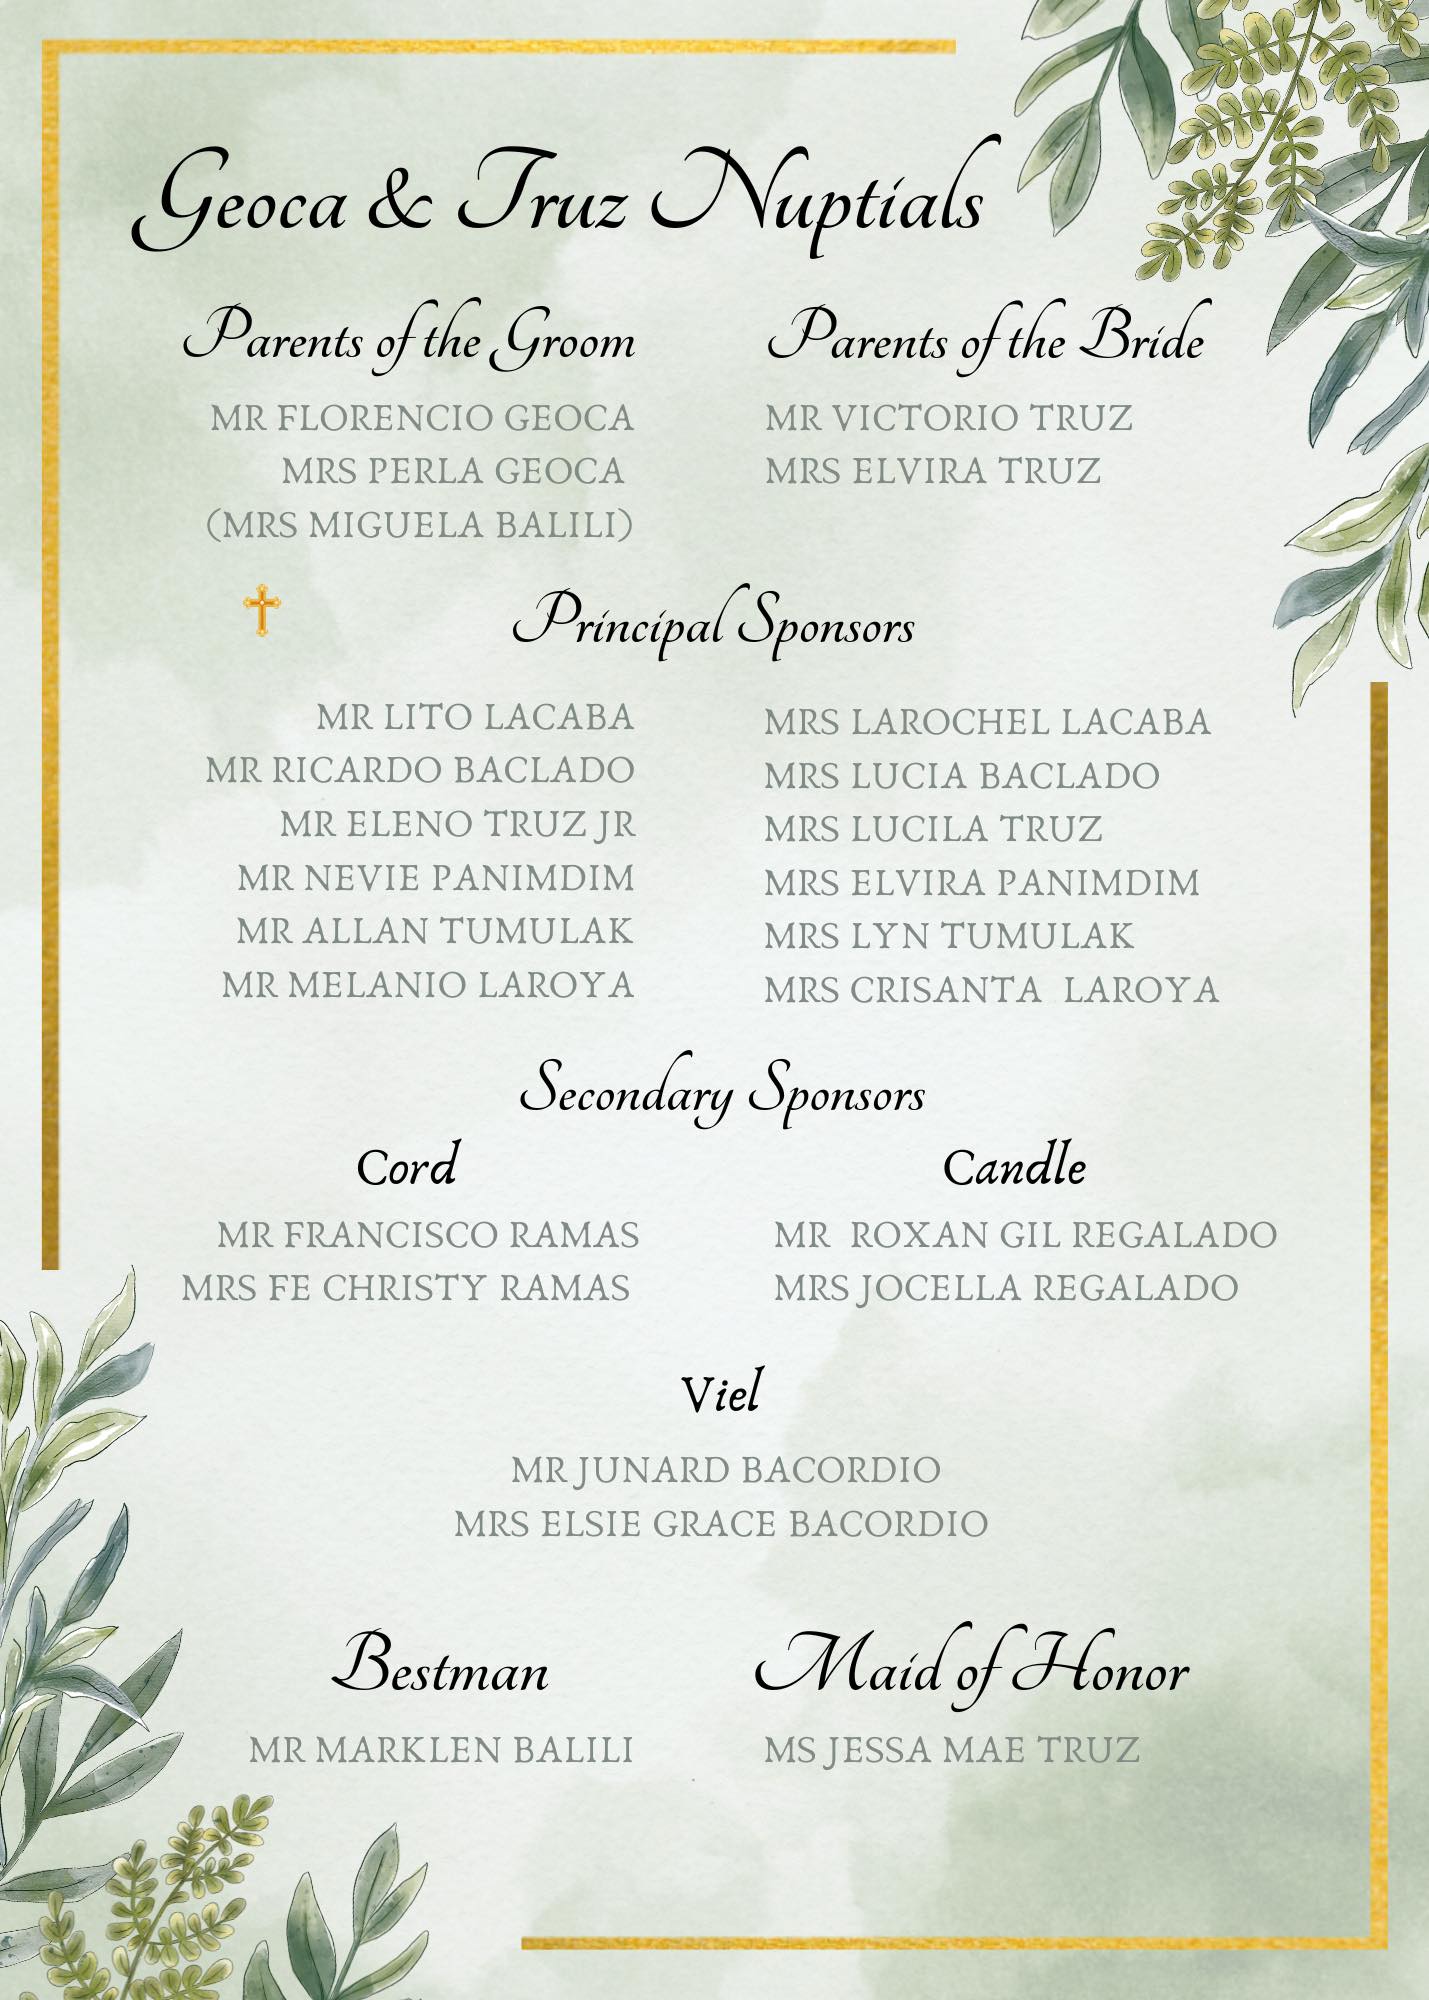 Geoca & Truz Nuptials
Parents of the Groom
MR FLORENCIO GEOCA
MRS PERLA GEOCA
(MRS MIGUELA BALILI)
Parents of the Bride
MR VICTORIO TRUZ
MRS ELVIRA TRUZ
Principal Sponsors
MR LITO LACABA
MR RICARDO BACLADO
MR ELENO TRUZ JR
MR NEVIE PANIMDIM
MR ALLAN TUMULAK
MR MELANIO LAROYA
MRS LAROCHEL LACABA
MRS LUCIA BACLADO
MRS LUCILA TRUZ
MRS ELVIRA PANIMDIM
MRS LYN TUMULAK
MRS CRISANTA LAROYA
Secondary Sponsors
Cord
MR FRANCISCO RAMAS
MRS FE CHRISTY RAMAS
Candle
MR ROXAN GIL REGALADO
MRS JOCELLA REGALADO
Viel
MR JUNARD BACORDIO
MRS ELSIE GRACE BACORDIO
Bestman
MR MARKLEN BALILI
Maid of Honor
MS JESSA MAE TRUZ